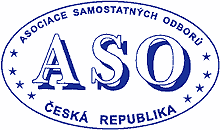 ASOCIACE SAMOSTATNÝCH ODBORŮ
ASO
ČESKÁ REPUBLIKA